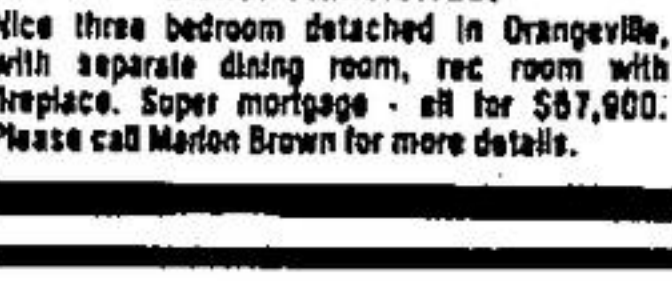 Nice three bedroom detached in Orangeville,
with separate dining room, rec room with
fireplace. Super mortgage - all for $67,900.
Please call Marlon Brown for more details.